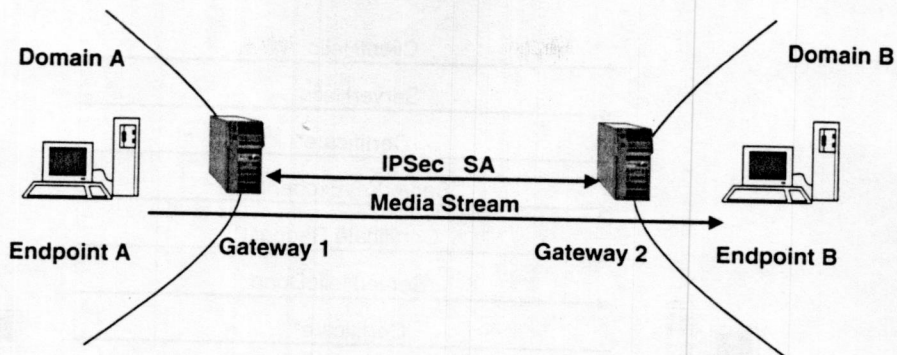 Domain A
Domain B
IPSec SA
Media Stream
Endpoint A
Gateway 1
Gateway 2
Endpoint B